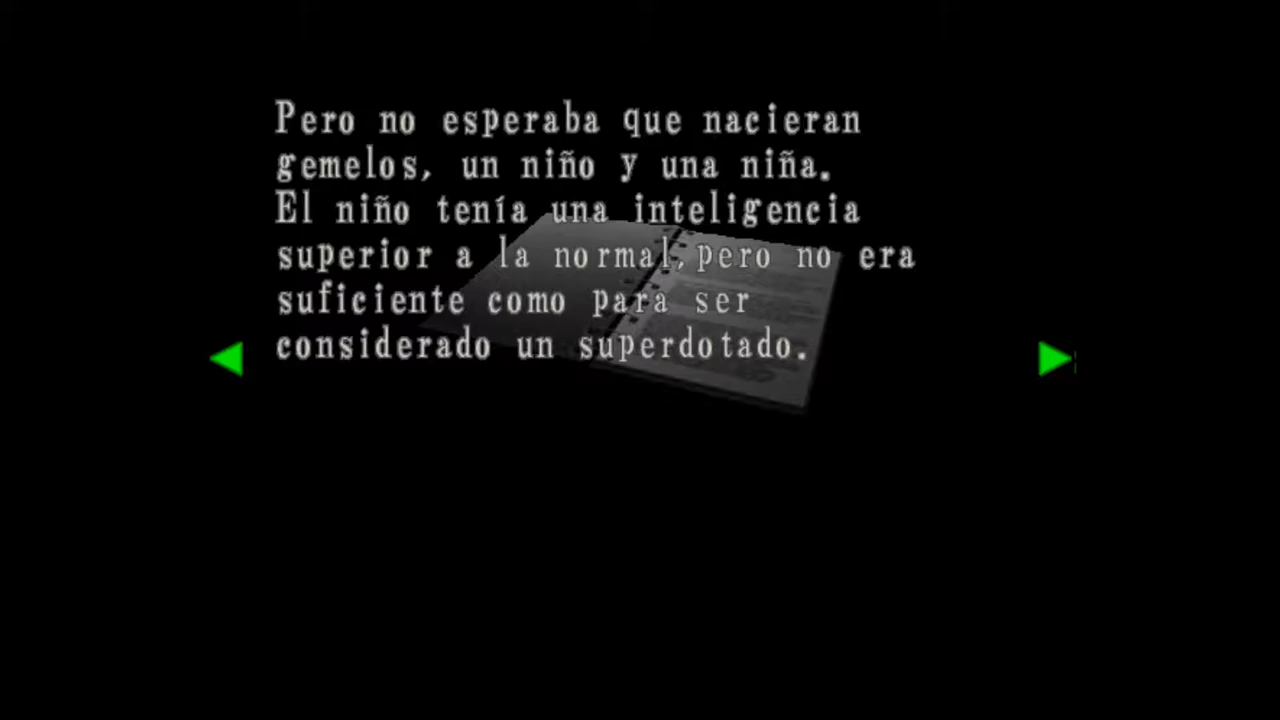 Pero no esperaba que nacieran
gemelos, un niño y una niña.
El niño tenía una inteligencia
superior a la normal,pero no era
suficiente como para ser
considerado un superdotado.